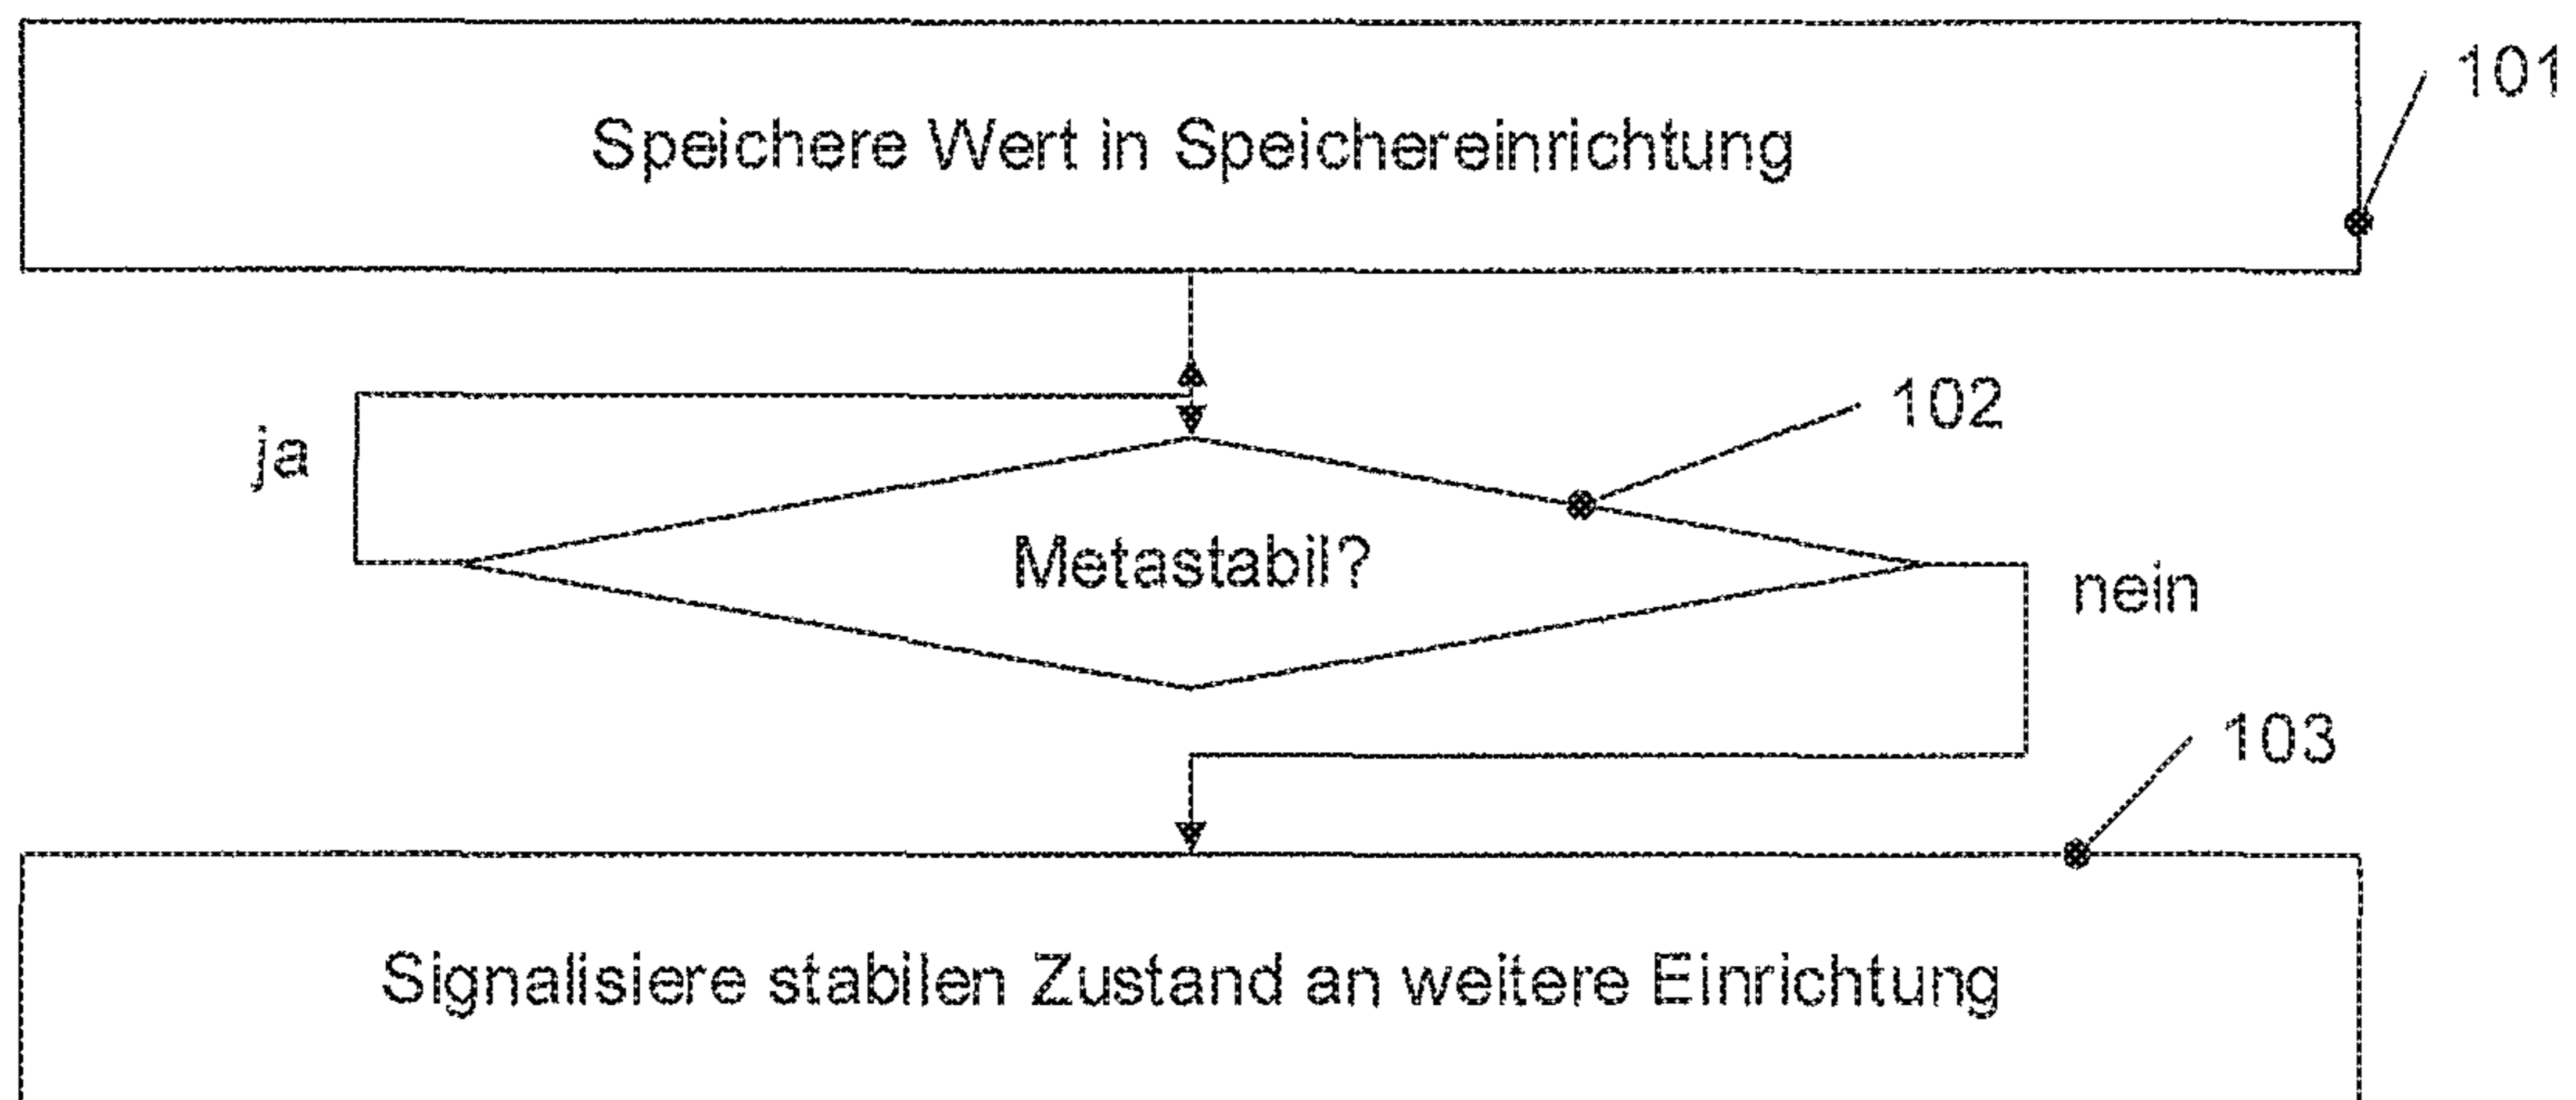 101
Speichere Wert in Speichereinrichtung
102
ja
Metastabil?
nein
103
Signalisiere stabilen Zustand an weitere Einrichtung